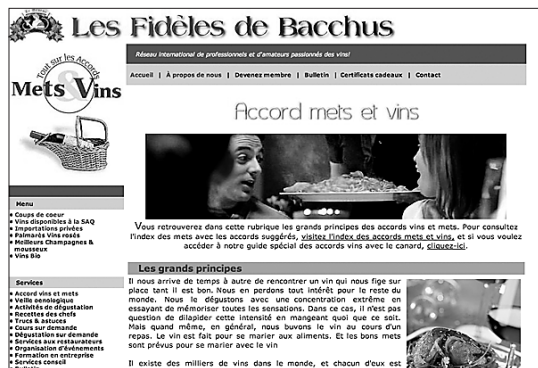 Les Fidèles de Bacchus
Réseau international de professionnels et d'amateurs passionnés des vins!
Accueil | À propos de nous | Devenez membre | Bulletin | Certificats cadeaux | Contact
Tout sur les Accords
Mets & Vins
Accord mets et vins
Menu
Coups de coeur
Vins disponibles à la SAQ
Importations privées
Palmarès Vins rosés
Meilleurs Champagnes &
mousseux
Vins Bio
Services
Accord vins et mets
Veille oenologique
Activités de dégustation
Recettes des chefs
Trucs & astuces
Cours sur demande
Dégustation sur demande
Services aux restaurateurs
Organisation d'événements
Formation en entreprise
Services conseil
Bulletin
Vous retrouverez dans cette rubrique les grands principes des accords vins et mets. Pour consultez
l'index des mets avec les accords suggérés, visitez l'index des accords mets et vins, et si vous voulez
accéder à notre guide spécial des accords vins avec le canard, cliquez-ici.
Les grands principes
Il nous arrive de temps à autre de rencontrer un vin qui nous fige sur
place tant il est bon. Nous en perdons tout intérêt pour le reste du
monde. Nous le dégustons avec une concentration extrême en
essayant de mémoriser toutes les sensations. Dans ce cas, il n'est pas
question de dilapider cette intensité en mangeant quoi que ce soit.
Mais quand même, en général, nous buvons le vin au cours d'un
repas. Le vin est fait pour se marier aux aliments. Et les bons mets
sont prévus pour se marier avec le vin
Il existe des milliers de vins dans le monde, et chacun d'eux est